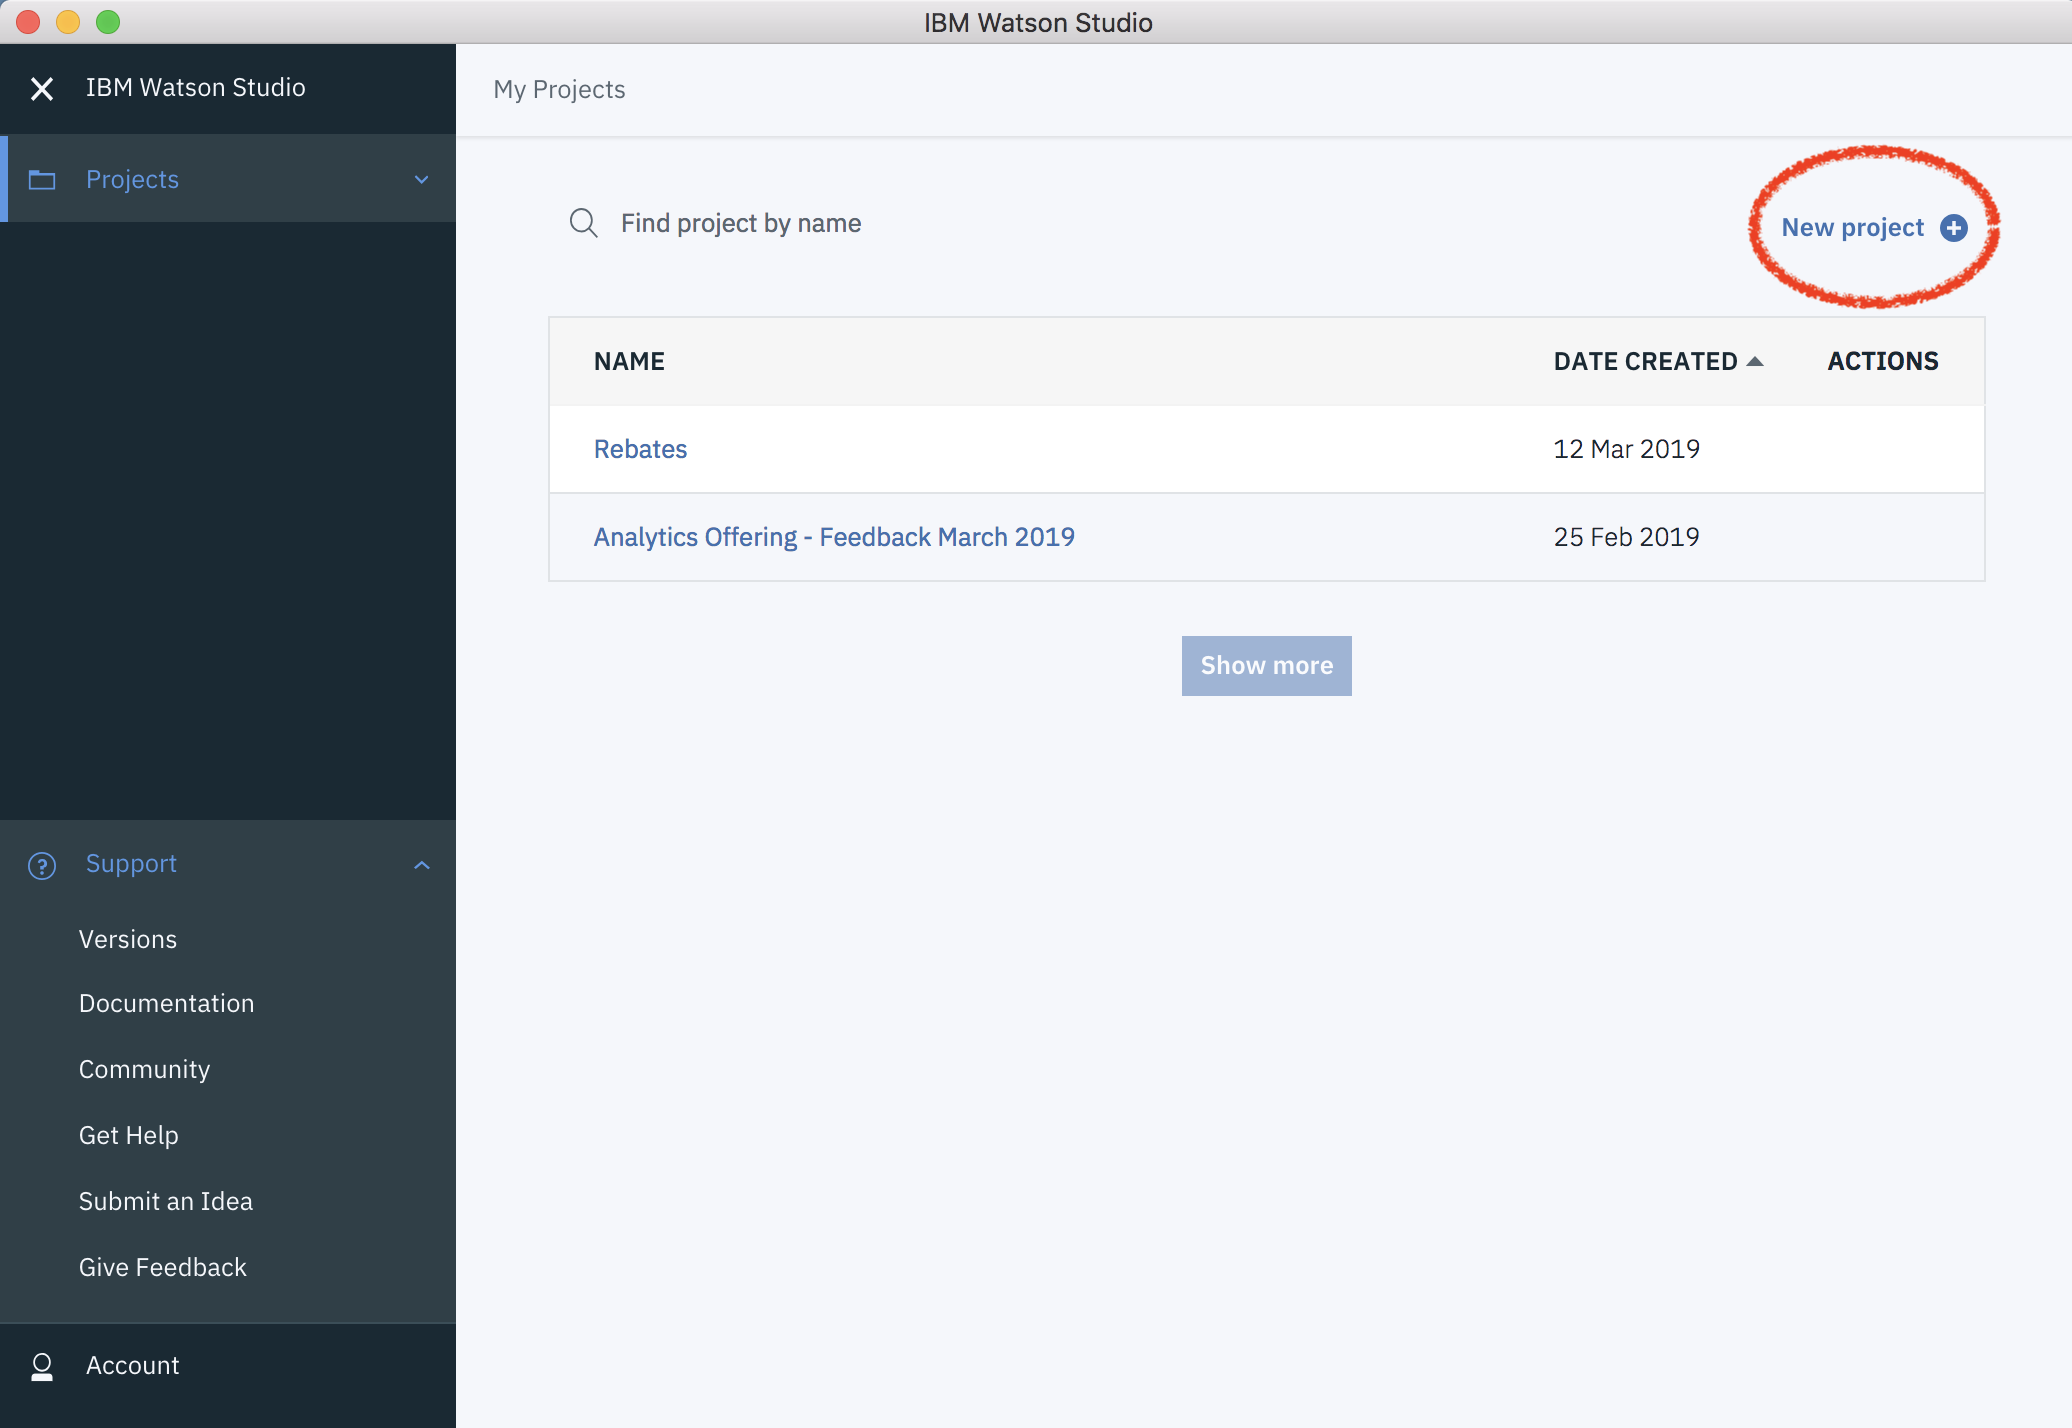 IBM Watson Studio
IBM Watson Studio
Projects
Support
Versions
Documentation
Community
Get Help
Submit an Idea
Give Feedback
Account
My Projects
Find project by name
New project
NAME DATE CREATED ACTIONS
Rebates 12 Mar 2019
Analytics Offering - Feedback March 2019 25 Feb 2019
Show more